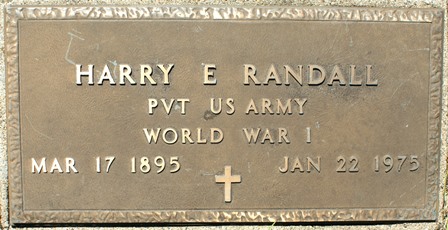 HARRY E RANDALL
PVT US ARMY
WORLD WAR I
MAR 17 1895 JAN 22 1975